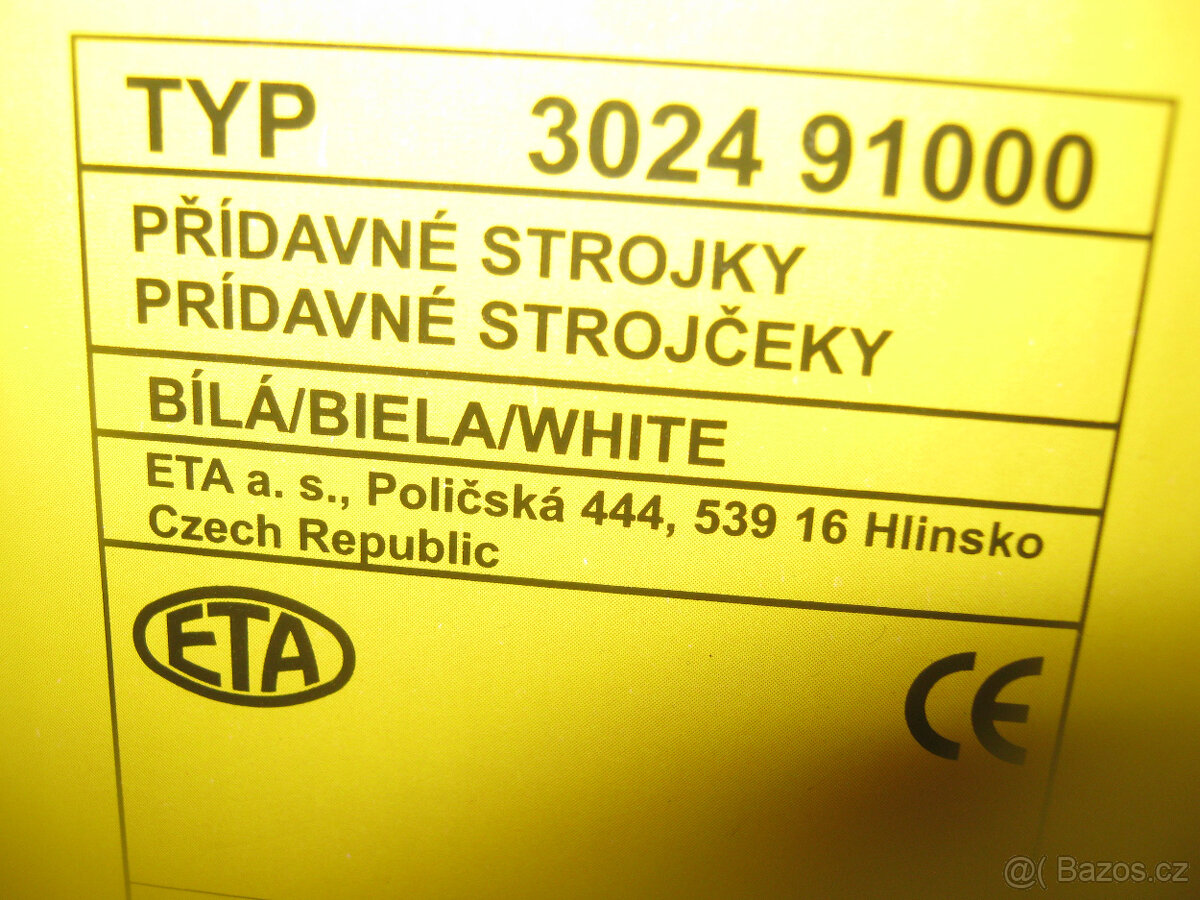 TYP 3024 91000
PŘÍDAVNÉ STROJKY
PRÍDAVNÉ STROJČEKY
BÍLÁ/BIELA/WHITE
ETA a. s., Poličská 444, 539 16 Hlinsko
Czech Republic
ETA CE
@( Bazos.cz